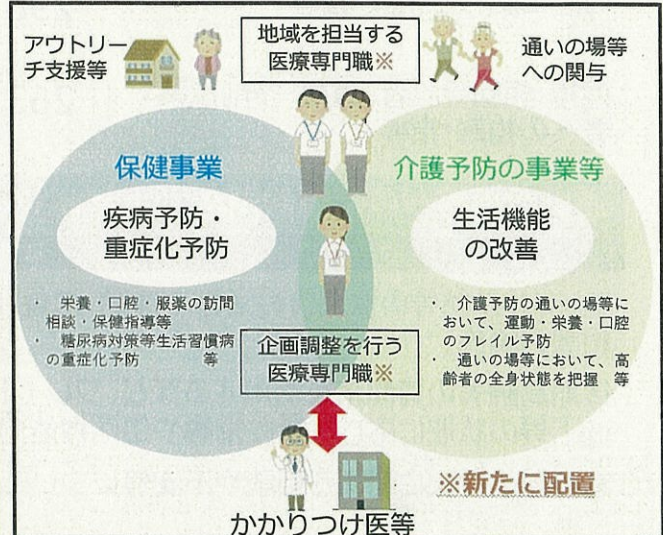 アウトリー
チ支援等
地域を担当する
医療専門職※
通いの場等
への関与
保健事業
疾病予防・
重症化予防
・ 栄養・口腔・服薬の訪問
相談・保健指導等
・ 糖尿病対策等生活習慣病
の重症化予防 等
介護予防の事業等
生活機能
の改善
・ 介護予防の通いの場等に
おいて、運動・栄養・口腔
のフレイル予防
・ 通いの場等において、高
齢者の全身状態を把握 等
企画調整を行う
医療専門職※
※新たに配置
かかりつけ医等